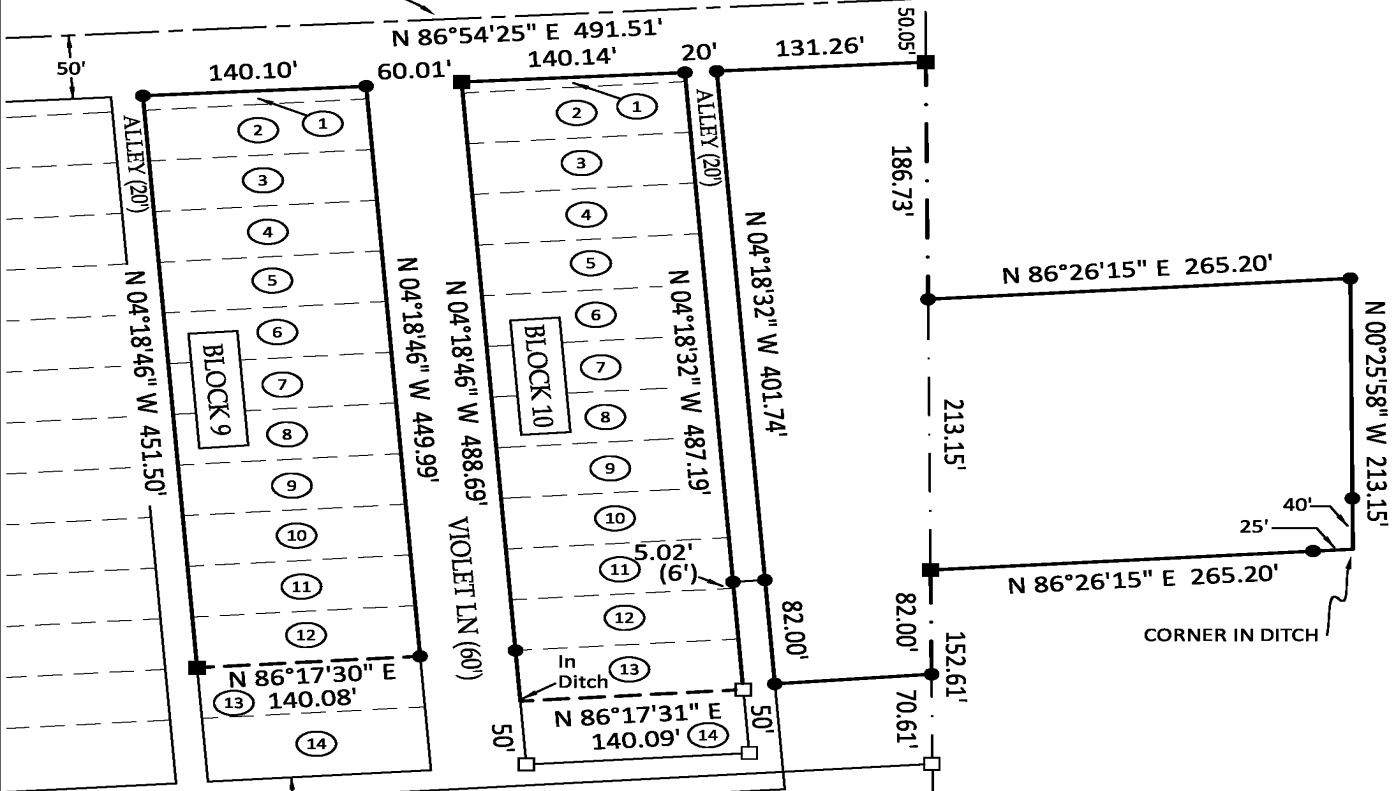 N 86°54'25" E 491.51'
50.05'
50'
140.10'
60.01'
140.14'
20'
131.26'
ALLEY (20')
1
2
3
4
5
6
7
8
9
10
11
12
13
14
BLOCK 9
N 04°18'46" W 451.50'
N 04°18'46" W 449.99'
N 86°17'30" E
140.08'
VIOLET LN (60')
N 04°18'46" W 488.69'
1
2
3
4
5
6
7
8
9
10
11
12
13
14
BLOCK 10
N 04°18'32" W 487.19'
5.02'
(6')
In
Ditch
N 86°17'31" E
140.09'
50'
50'
ALLEY (20')
N 04°18'32" W 401.74'
82.00'
186.73'
213.15'
82.00'
152.61'
70.61'
N 86°26'15" E 265.20'
N 00°25'58" W 213.15'
40'
25'
N 86°26'15" E 265.20'
CORNER IN DITCH